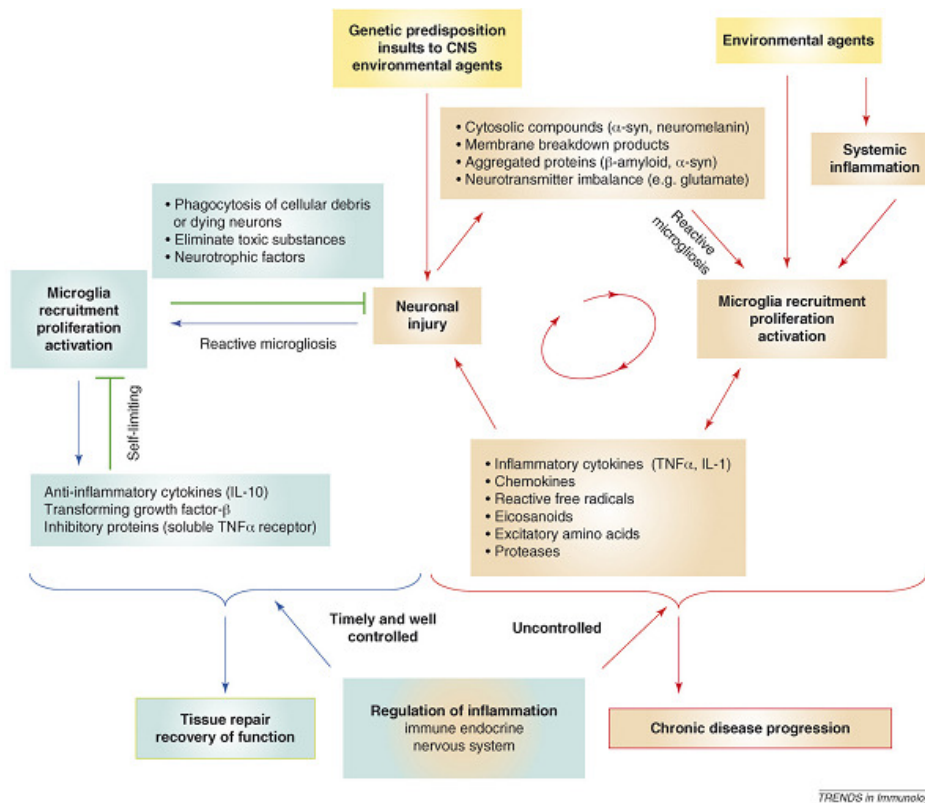 Genetic predisposition
insults to CNS
environmental agents
Environmental agents
• Cytosolic compounds (α-syn, neuromelanin)
• Membrane breakdown products
• Aggregated proteins (β-amyloid, α-syn)
• Neurotransmitter imbalance (e.g. glutamate)
Systemic
inflammation
• Phagocytosis of cellular debris
or dying neurons
• Eliminate toxic substances
• Neurotrophic factors
Reactive
microgliosis
Microglia
recruitment
proliferation
activation
Neuronal
injury
Microglia recruitment
proliferation
activation
Reactive microgliosis
Self-limiting
Anti-inflammatory cytokines (IL-10)
Transforming growth factor-β
Inhibitory proteins (soluble TNFα receptor)
• Inflammatory cytokines (TNFα, IL-1)
• Chemokines
• Reactive free radicals
• Eicosanoids
• Excitatory amino acids
• Proteases
Timely and well
controlled
Uncontrolled
Tissue repair
recovery of function
Regulation of inflammation
immune endocrine
nervous system
Chronic disease progression
TRENDS in Immunolo